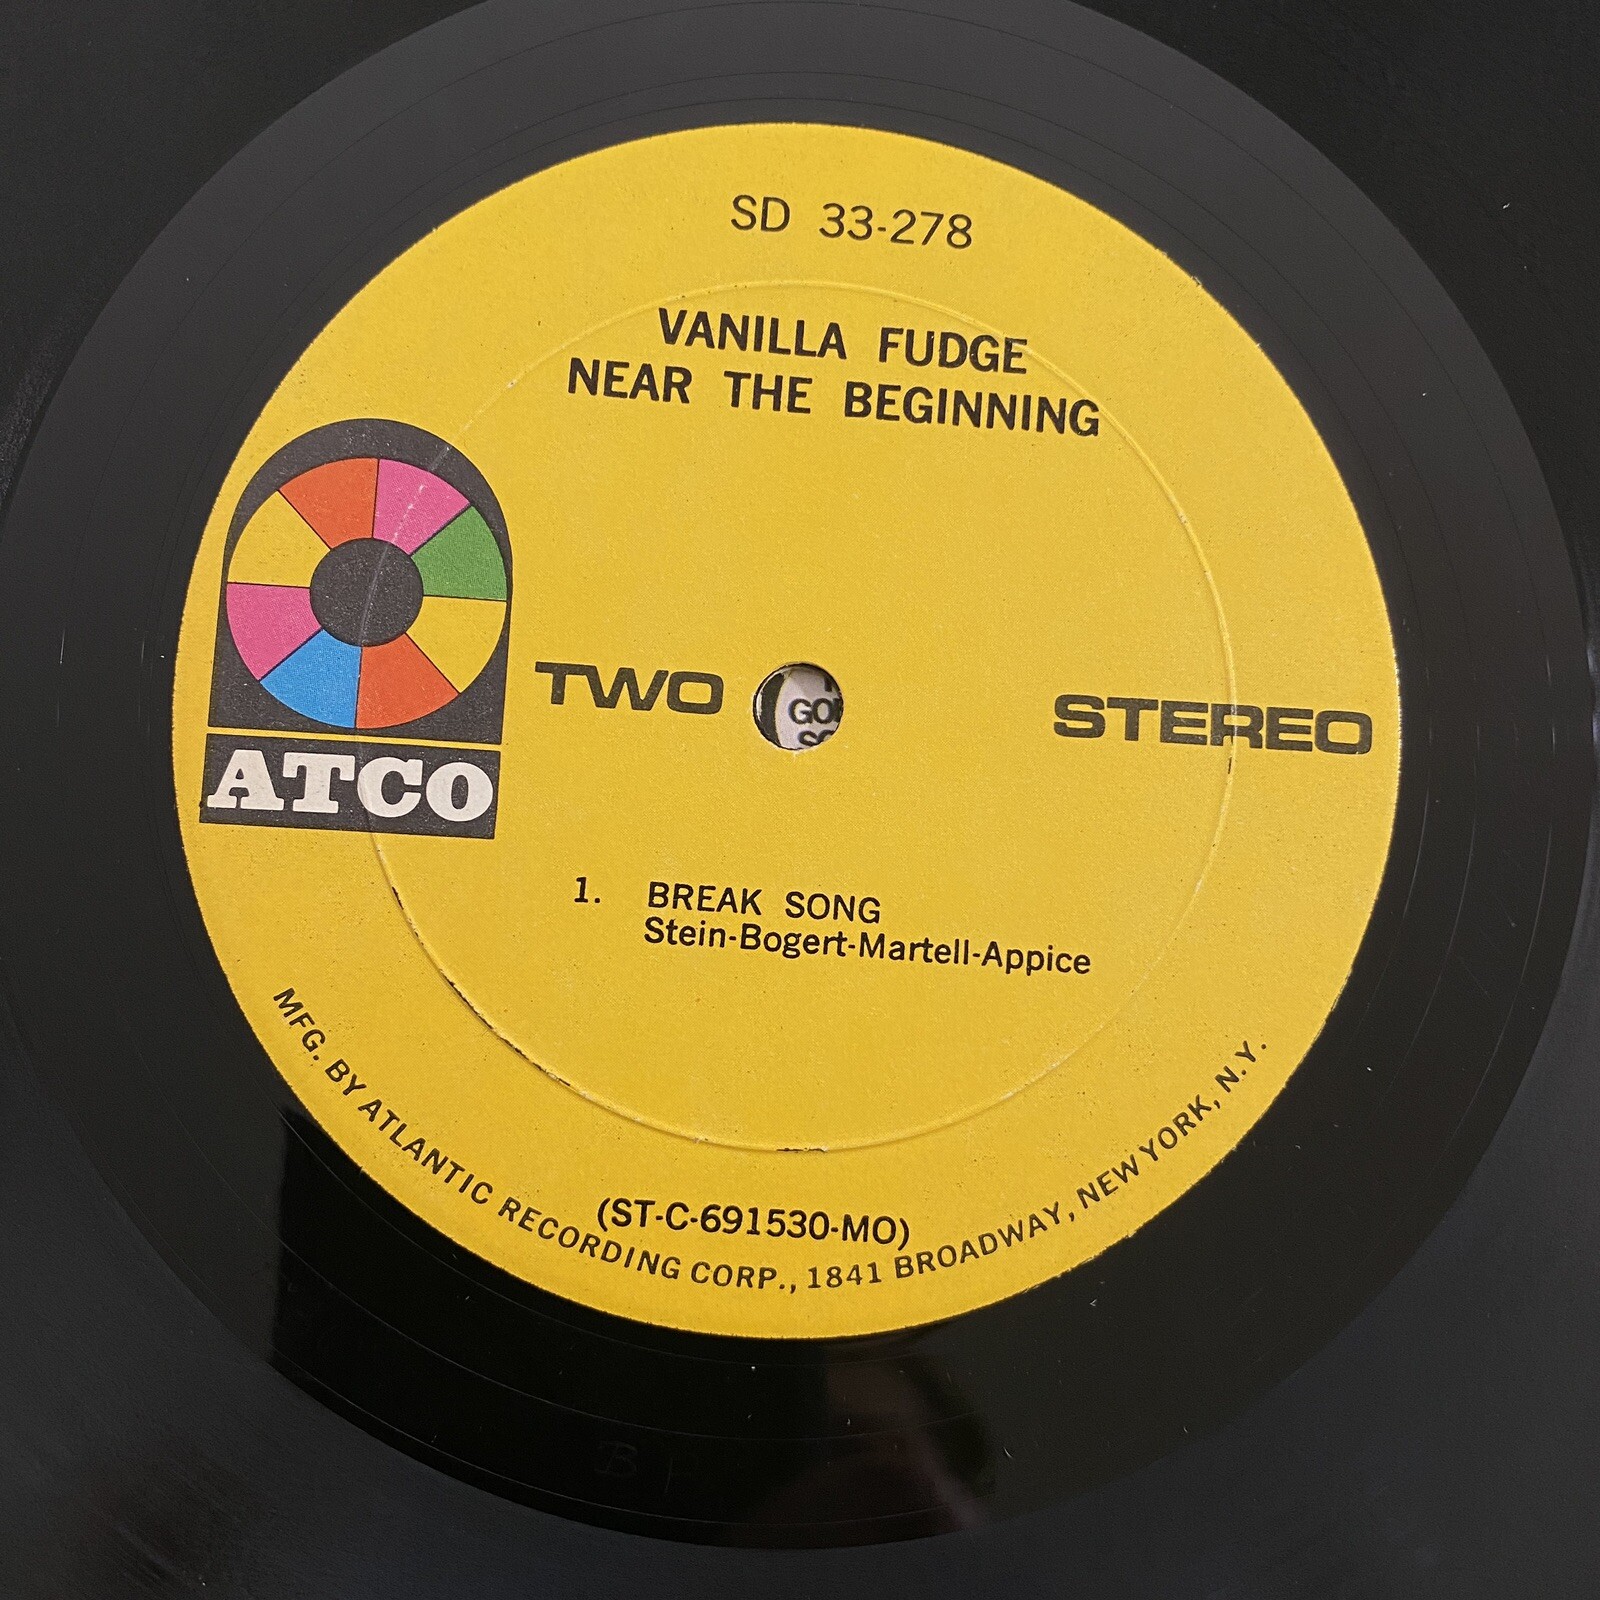 SD 33-278
VANILLA FUDGE
NEAR THE BEGINNING
ATCO
TWO
STEREO
1. BREAK SONG
Stein-Bogert-Martell-Appice
(ST-C-691530-MO)
MFG. BY ATLANTIC RECORDING CORP., 1841 BROADWAY, NEW YORK, N.Y.